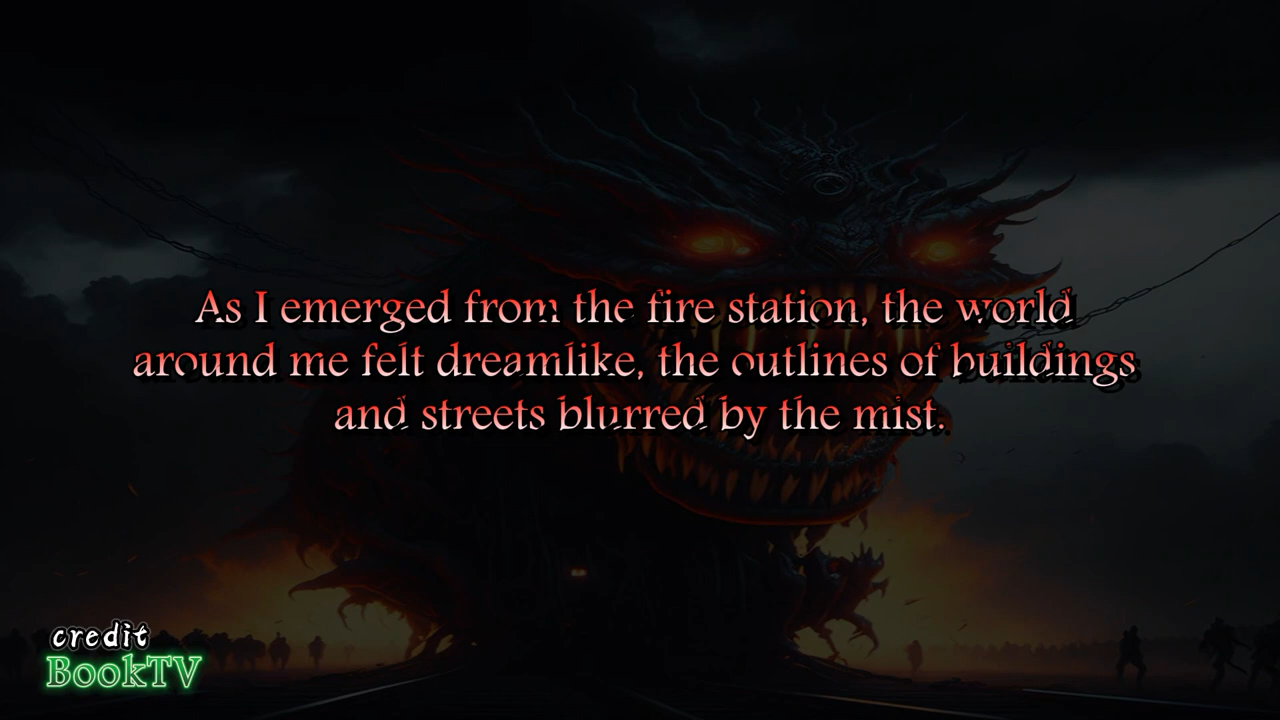 As I emerged from the fire station, the world
around me felt dreamlike, the outlines of buildings
and streets blurred by the mist.
credit
BookTV